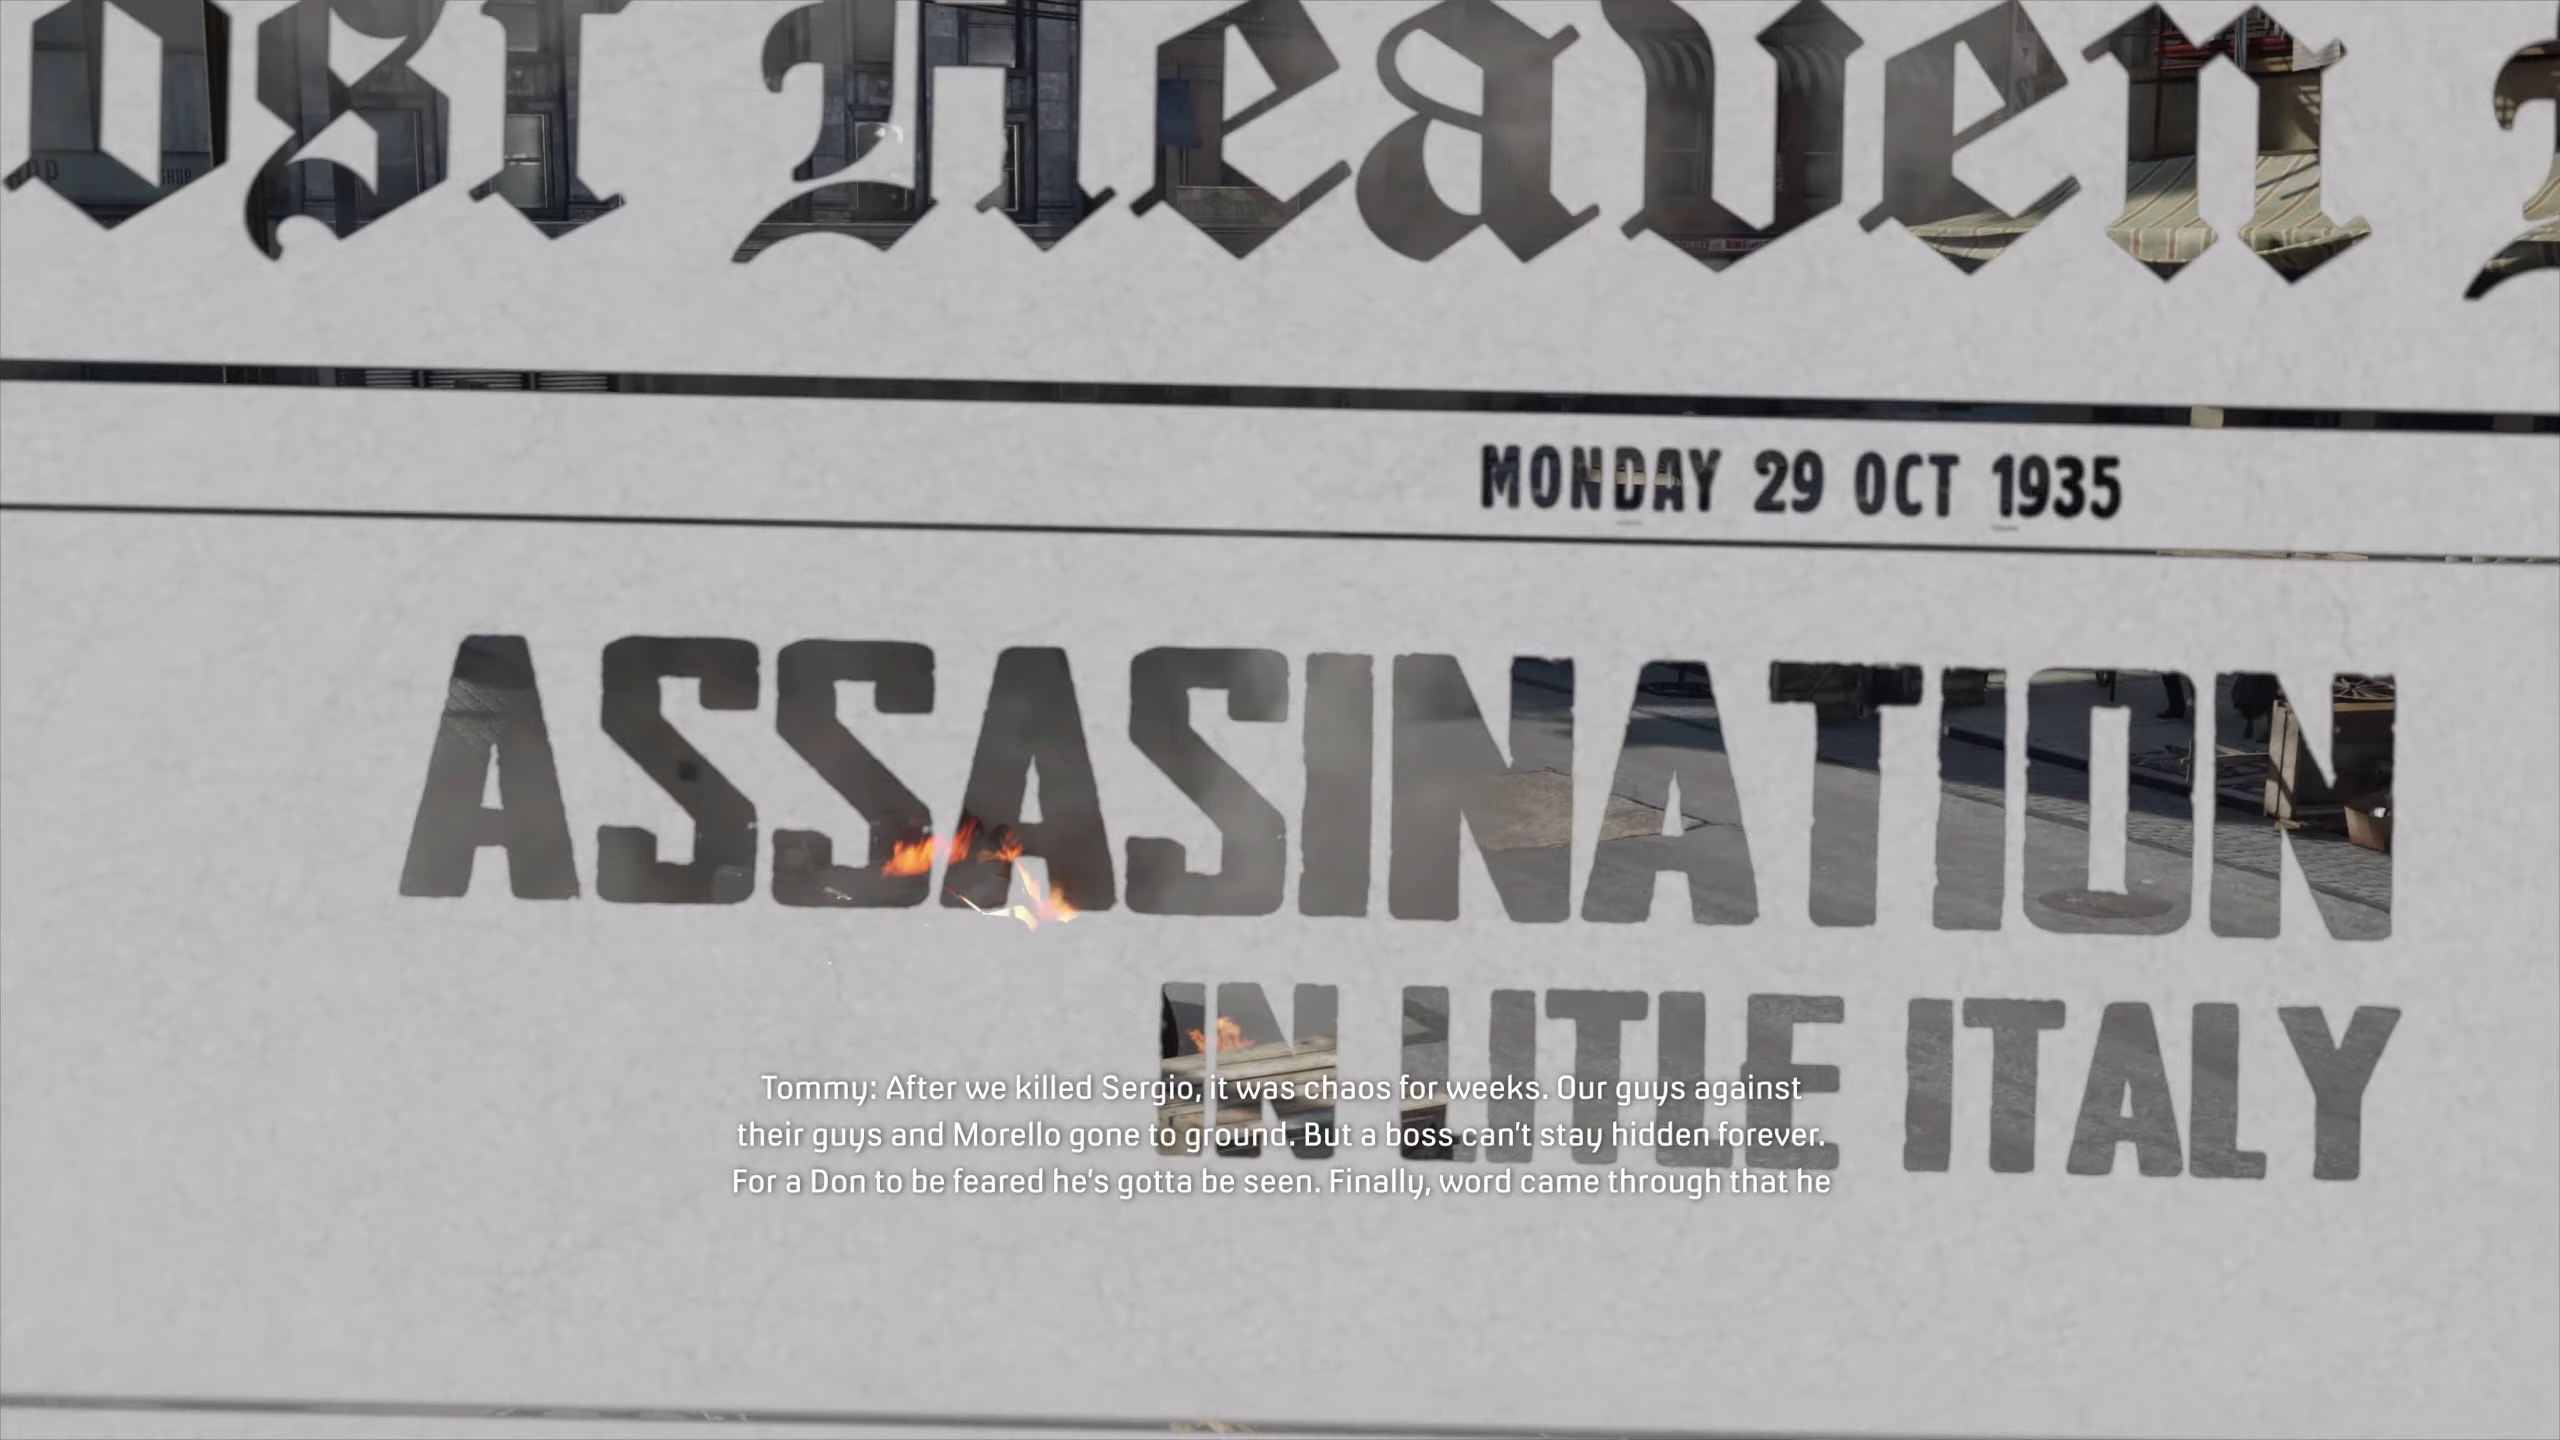 ost Heaven
MONDAY 29 OCT 1935
ASSASINATION
IN LITLE ITALY
Tommy: After we killed Sergio, it was chaos for weeks. Our guys against
their guys and Morello gone to ground. But a boss can't stay hidden forever.
For a Don to be feared he's gotta be seen. Finally, word came through that he